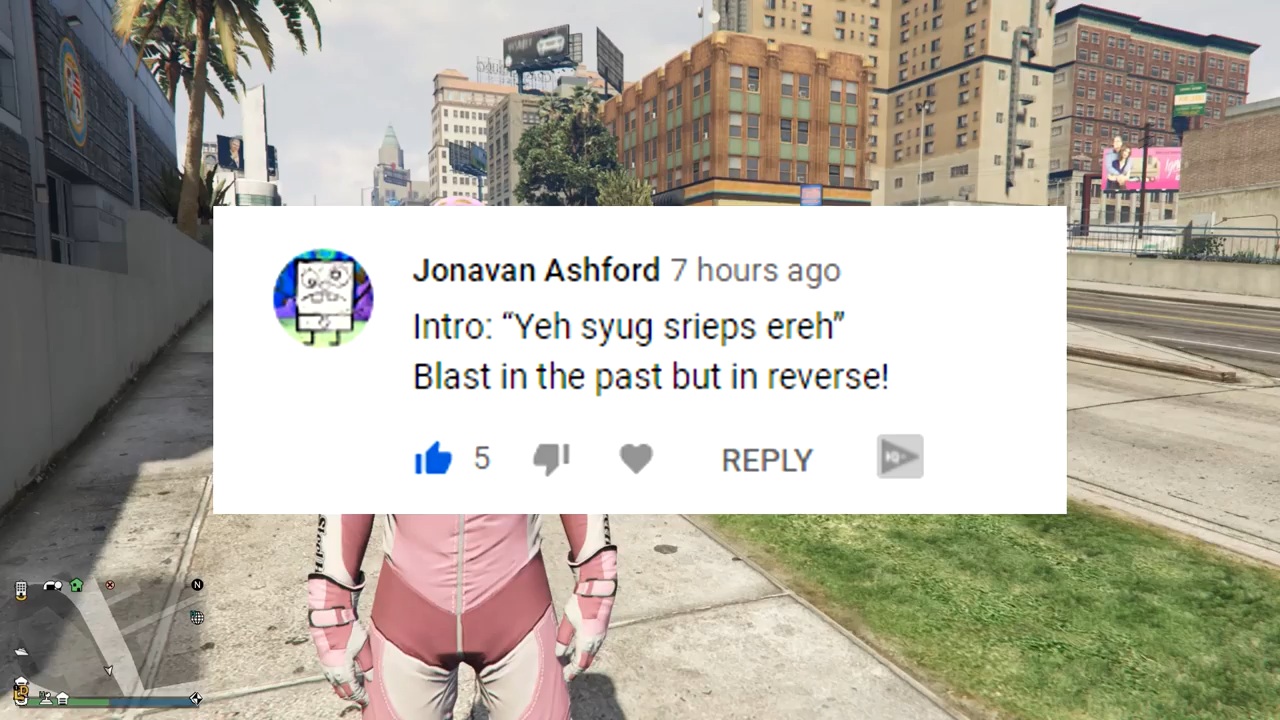 Jonavan Ashford 7 hours ago
Intro: “Yeh syug srieps ereh”
Blast in the past but in reverse!
5
REPLY
N